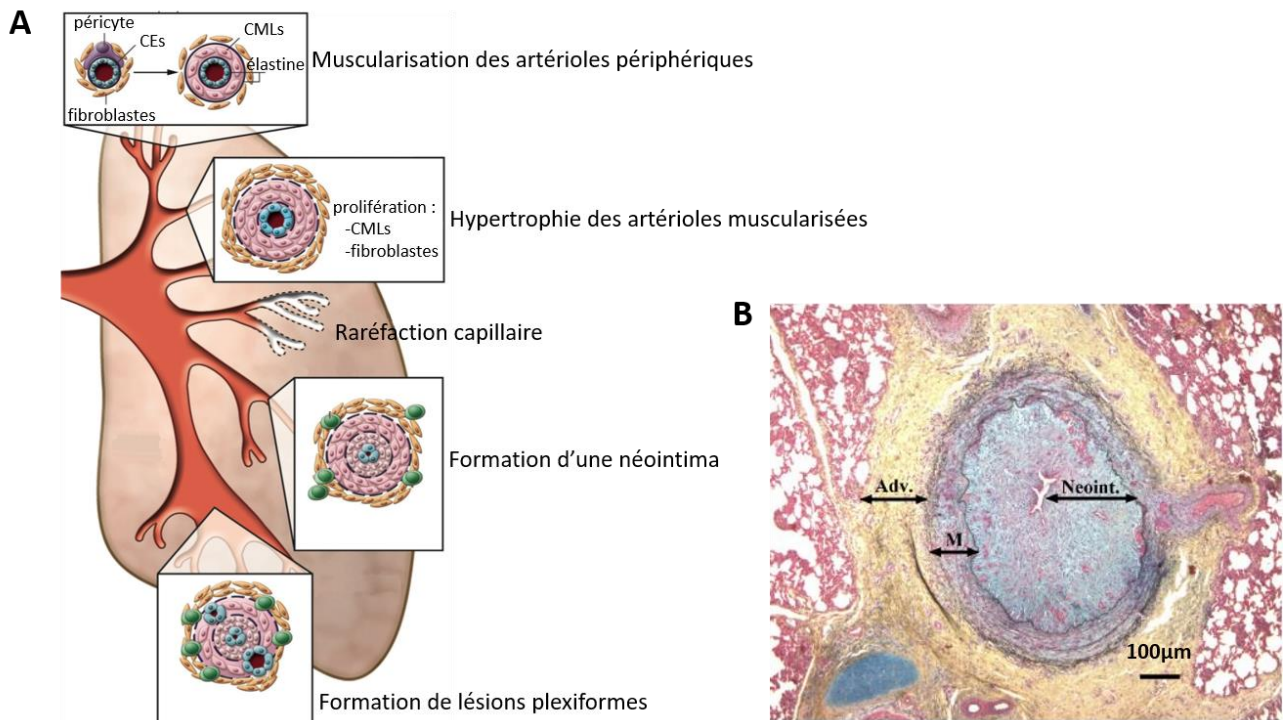 A
péricyte
CEs
CMLs
élastine
fibroblastes
Muscularisation des artérioles périphériques
prolifération :
-CMLs
-fibroblastes
Hypertrophie des artérioles muscularisées
Raréfaction capillaire
B
Formation d'une néointima
Adv.
Neoint.
M
100µm
Formation de lésions plexiformes